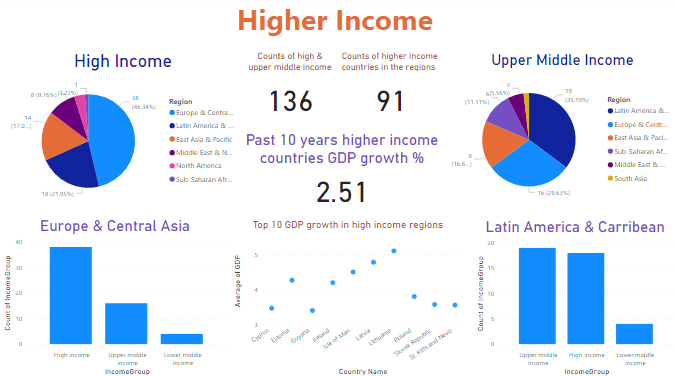 Higher Income
High Income
Counts of high &
upper middle income
136
Counts of higher income
countries in the regions
91
Upper Middle Income
1
8 (9.76%)
(1.22%)
38
(46.34%)
14
(17.0...)
18 (21.95%)
Region
Europe & Centra...
Latin America & ...
East Asia & Pacific
Middle East & N...
North America
Sub Saharan Afr...
Past 10 years higher income
countries GDP growth %
2.51
3
6 (5.56%)
(11.11%)
19
(35.19%)
9
(16.6...)
16 (29.63%)
Region
Latin America &...
Europe & Centr...
East Asia & Paci...
Sub Saharan Afr...
Middle East & ...
South Asia
Europe & Central Asia
Count of IncomeGroup
40
30
20
10
0
High income
Upper middle
income
Lower middle
income
IncomeGroup
Top 10 GDP growth in high income regions
Average of GDP
5
4
3
Cyprus
Estonia
Guyana
Ireland
Isle of Man
Latvia
Lithuania
Poland
Slovak Republic
St. Kitts and Nevis
Country Name
Latin America & Carribean
Count of IncomeGroup
20
15
10
5
0
Upper middle
income
High income
Lower middle
income
IncomeGroup